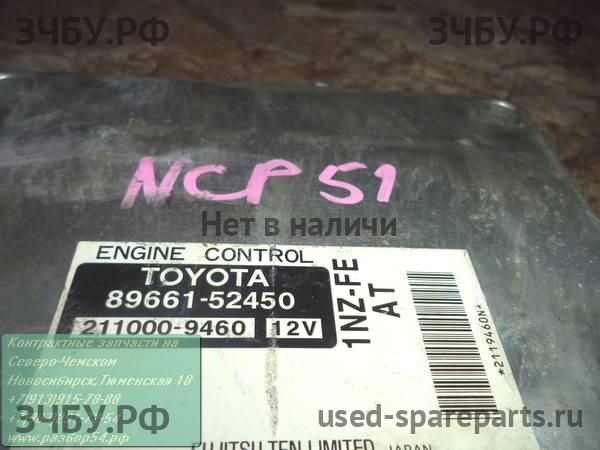 ЗЧБУ.РФ ЗЧБУ.РФ
NCP 51
Нет в наличи
ENGINE CONTROL
TOYOTA
89661-52450
211000-9460 12V
1NZ-FE
AT
*2119460N*
Контрактные запчасти на
Северо-Чемском
Новосибирск,Тюменская 18
+7(913)915-78-88
www.разбор54.рф
ЗЧБУ.РФ
used-spareparts.ru
FUJITSU TEN LIMITED JAPAN